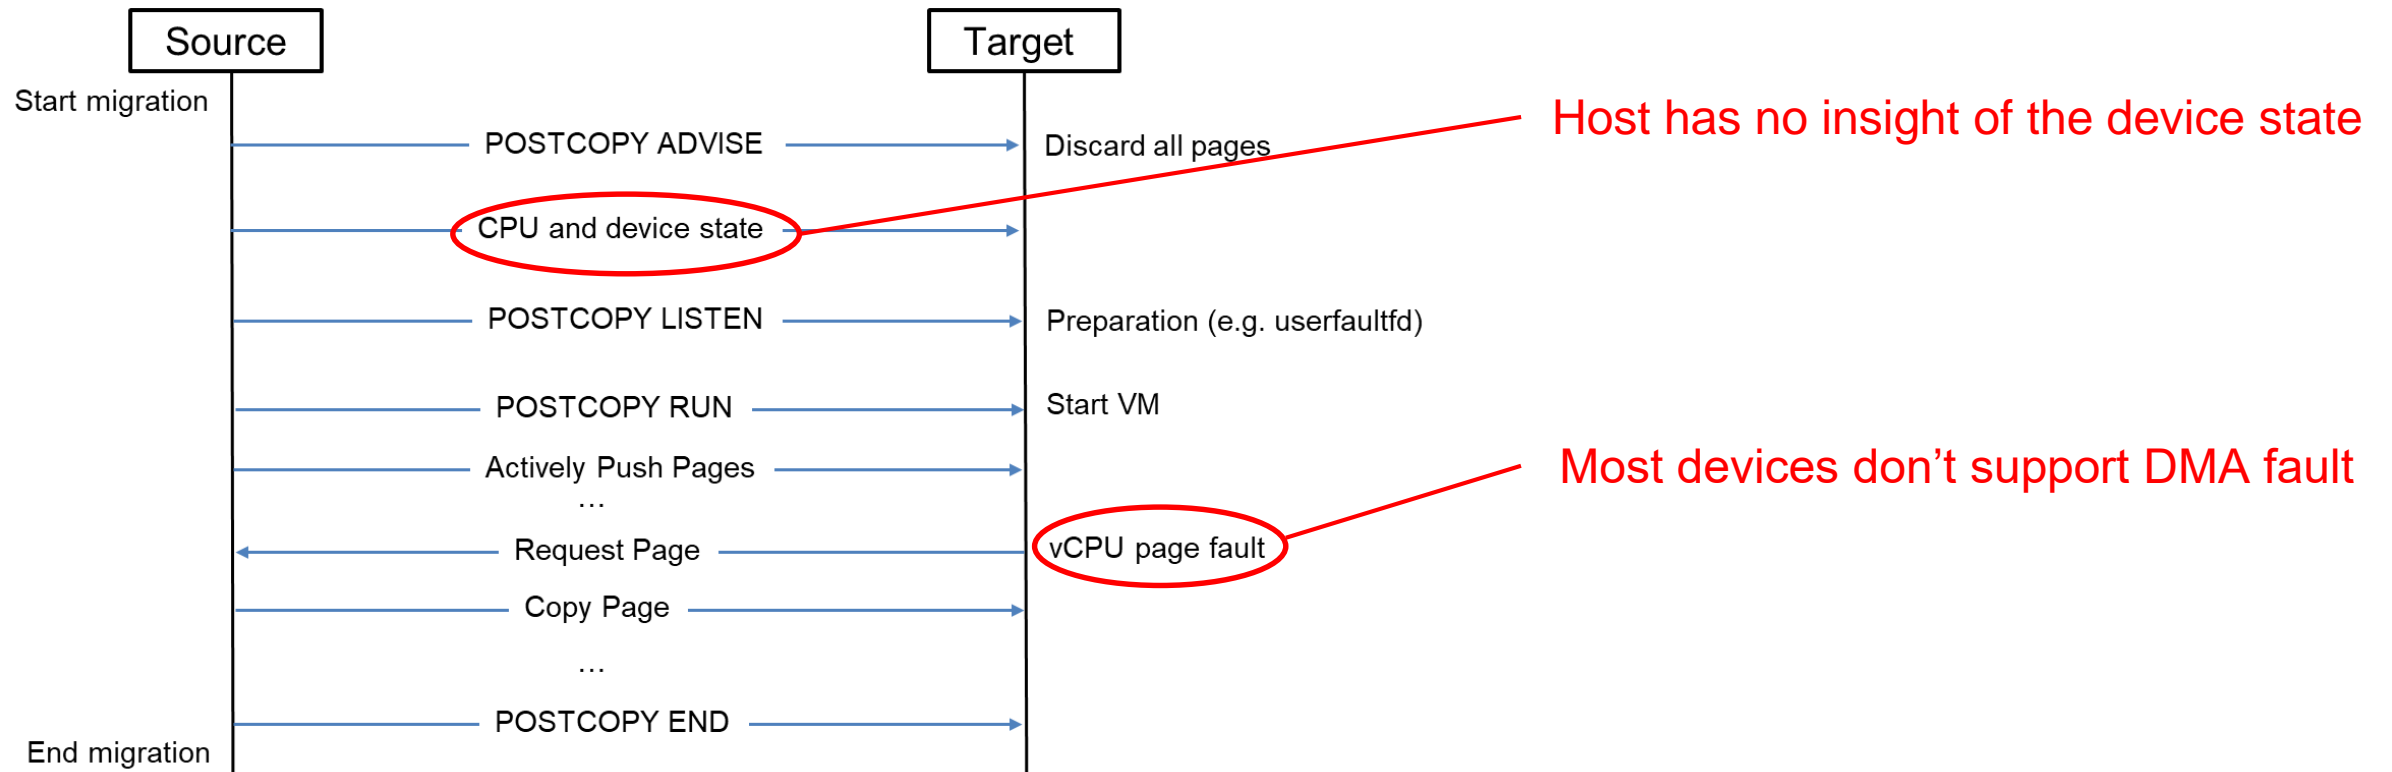 Source
Target
Start migration
Host has no insight of the device state
POSTCOPY ADVISE
Discard all pages
CPU and device state
POSTCOPY LISTEN
Preparation (e.g. userfaultfd)
POSTCOPY RUN
Start VM
Actively Push Pages
Most devices don’t support DMA fault
...
Request Page
vCPU page fault
Copy Page
...
POSTCOPY END
End migration